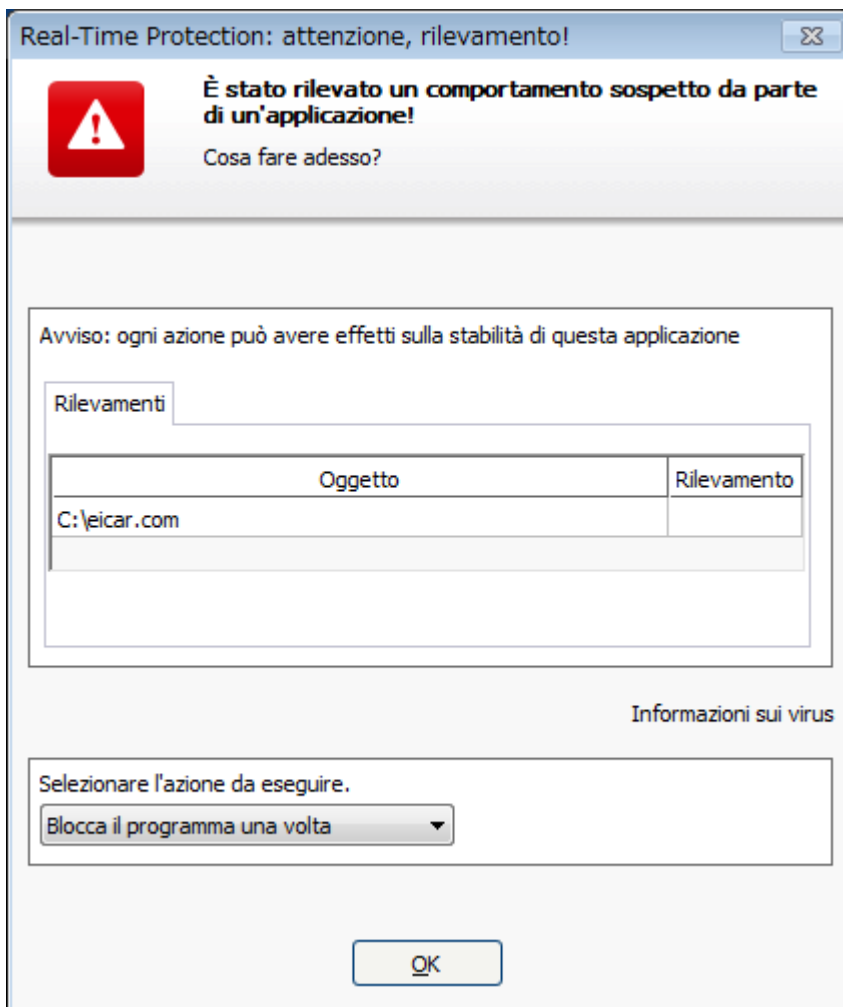 Real-Time Protection: attenzione, rilevamento!
È stato rilevato un comportamento sospetto da parte
di un'applicazione!
Cosa fare adesso?
Avviso: ogni azione può avere effetti sulla stabilità di questa applicazione
Rilevamenti
Oggetto Rilevamento
C:\eicar.com
Informazioni sui virus
Selezionare l'azione da eseguire.
Blocca il programma una volta
OK